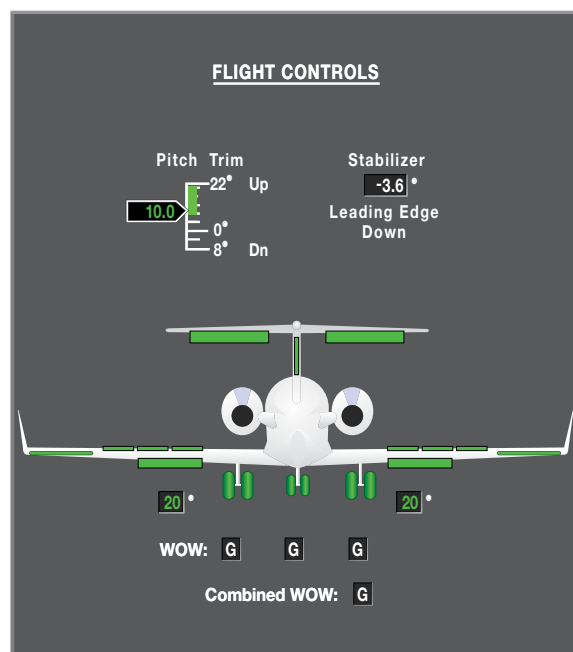 FLIGHT CONTROLS
Pitch Trim
22° Up
10.0
0°
8° Dn
Stabilizer
-3.6 °
Leading Edge
Down
20 °
20 °
WOW: G G G
Combined WOW: G